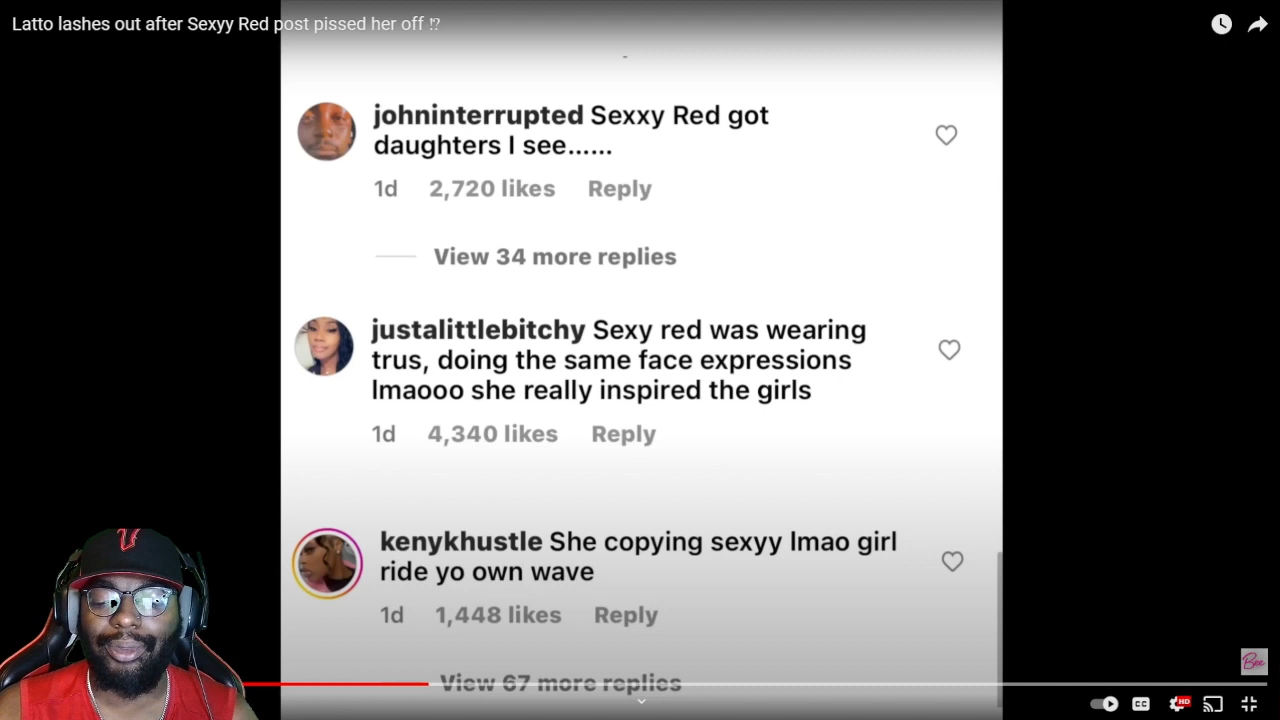 Latto lashes out after Sexyy Red post pissed her off ⁉
johninterrupted Sexxy Red got
daughters I see......
1d 2,720 likes Reply
View 34 more replies
justalittlebitchy Sexy red was wearing
trus, doing the same face expressions
lmaooo she really inspired the girls
1d 4,340 likes Reply
kenykhustle She copying sexyy lmao girl
ride yo own wave
1d 1,448 likes Reply
View 67 more replies
Bee
CC
HD